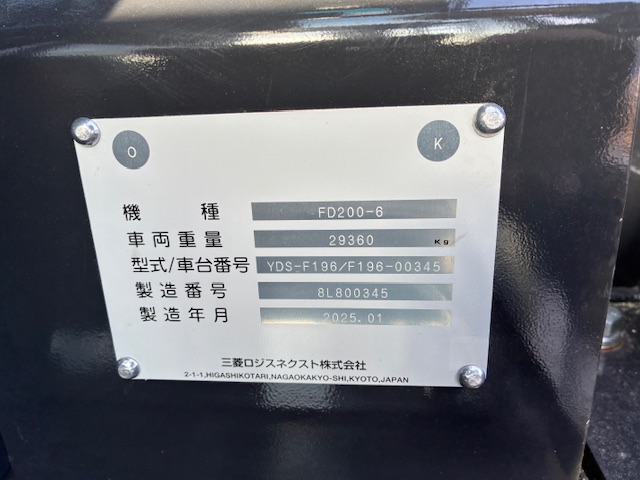 O K
機種 FD200-6
車両重量 29360 Kg
型式/車台番号 YDS-F196/F196-00345
製造番号 8L800345
製造年月 2025.01
三菱ロジスネクスト株式会社
2-1-1,HIGASHIKOTARI,NAGAOKAKYO-SHI,KYOTO,JAPAN